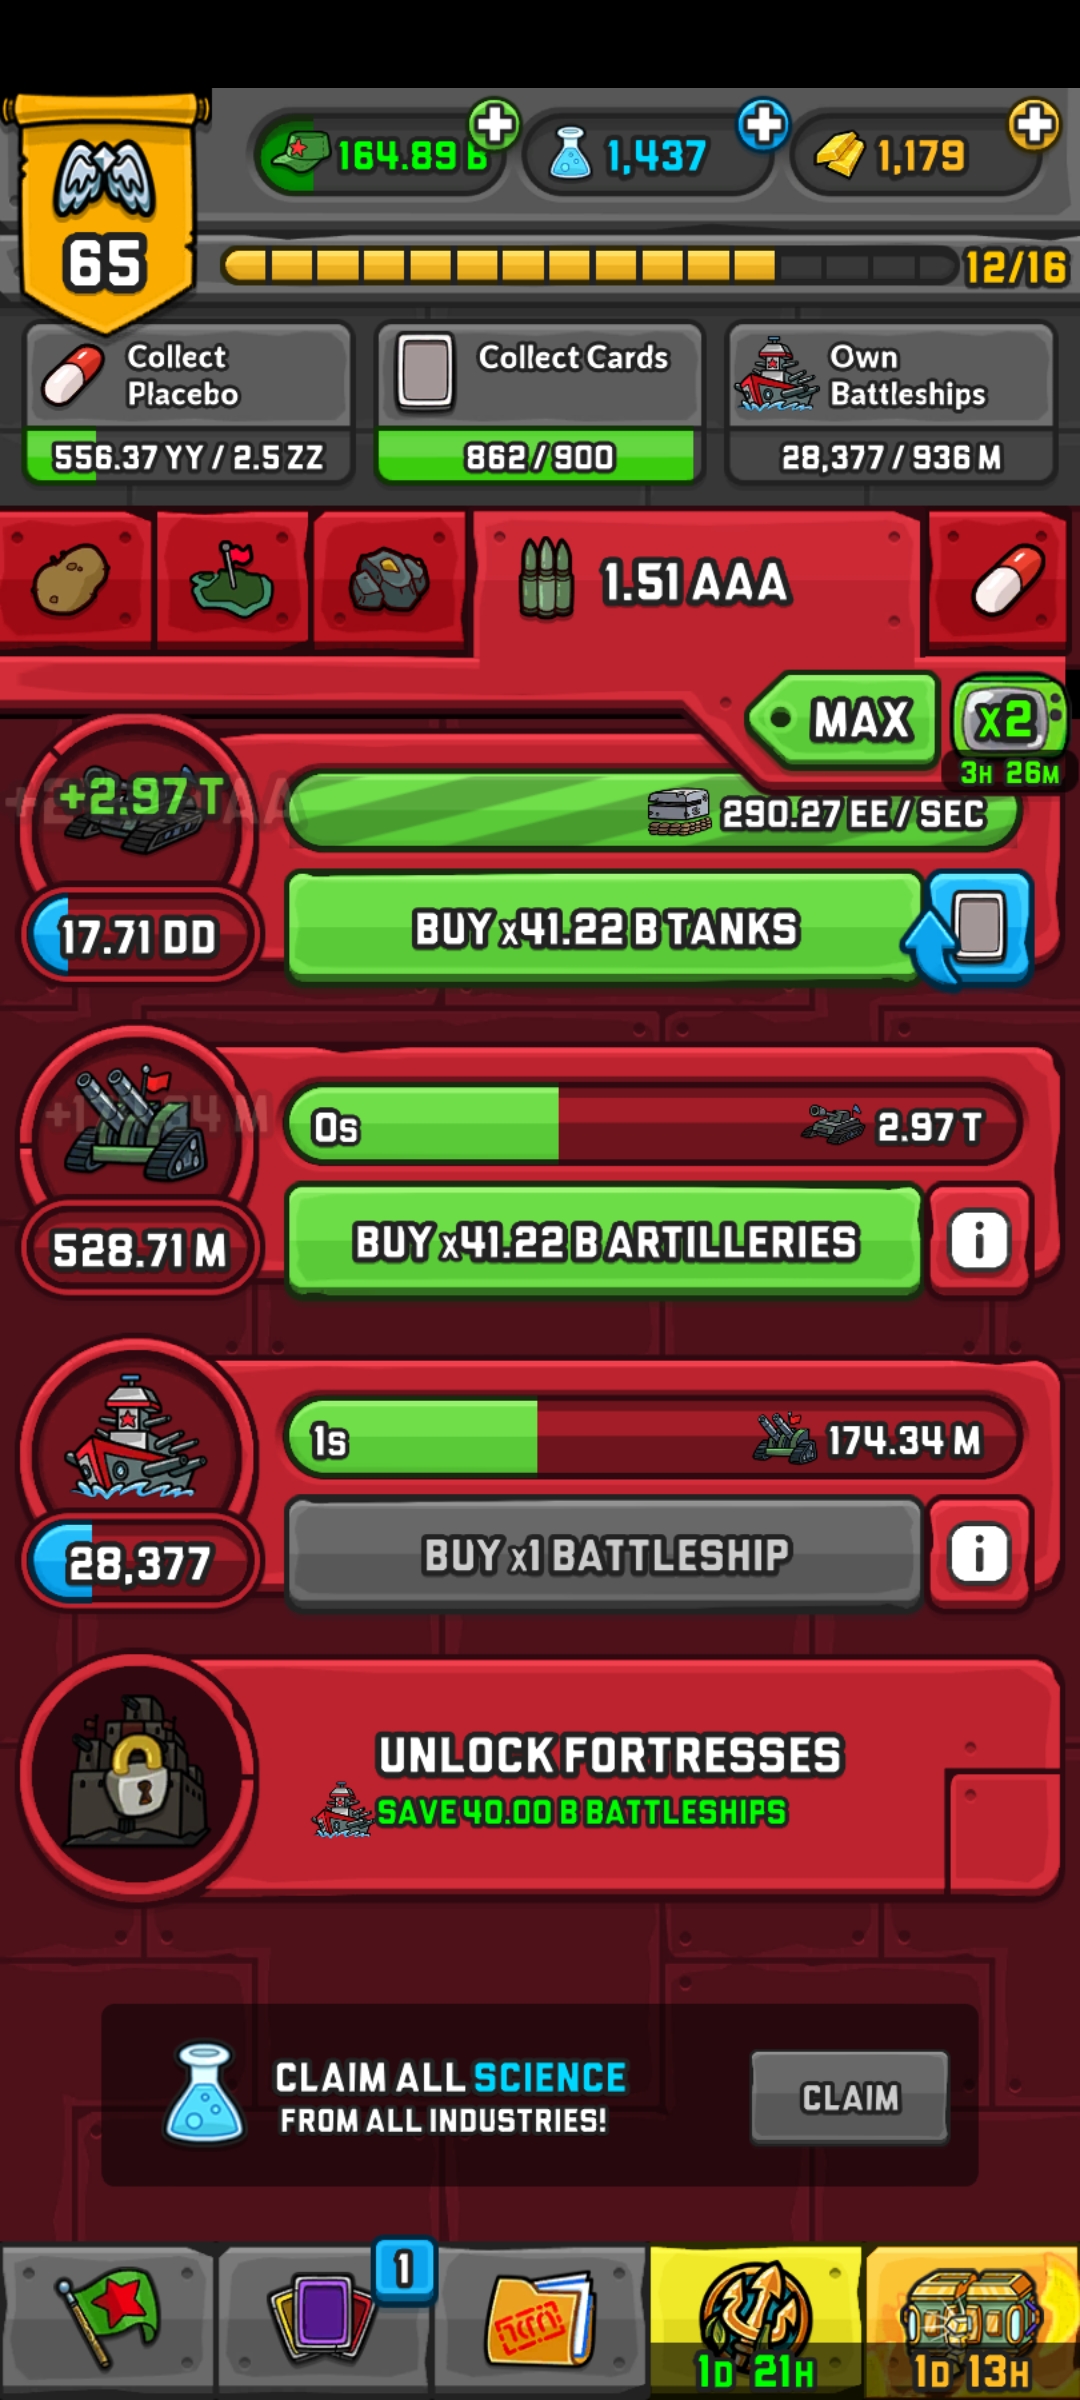 164.89 B
1,437
1,179
65
12/16
Collect
Placebo
556.37 YY / 2.5 ZZ
Collect Cards
862/900
Own
Battleships
28,377 / 936 M
1.51 AAA
MAX
x2
3H 26M
+2.97 T
290.27 EE / SEC
17.71 DD
BUY x41.22 B TANKS
0s
2.97 T
528.71 M
BUY x41.22 B ARTILLERIES
i
1s
174.34 M
28,377
BUY x1 BATTLESHIP
i
UNLOCK FORTRESSES
SAVE 40.00 B BATTLESHIPS
CLAIM ALL SCIENCE
FROM ALL INDUSTRIES!
CLAIM
1
1D 21H
1D 13H